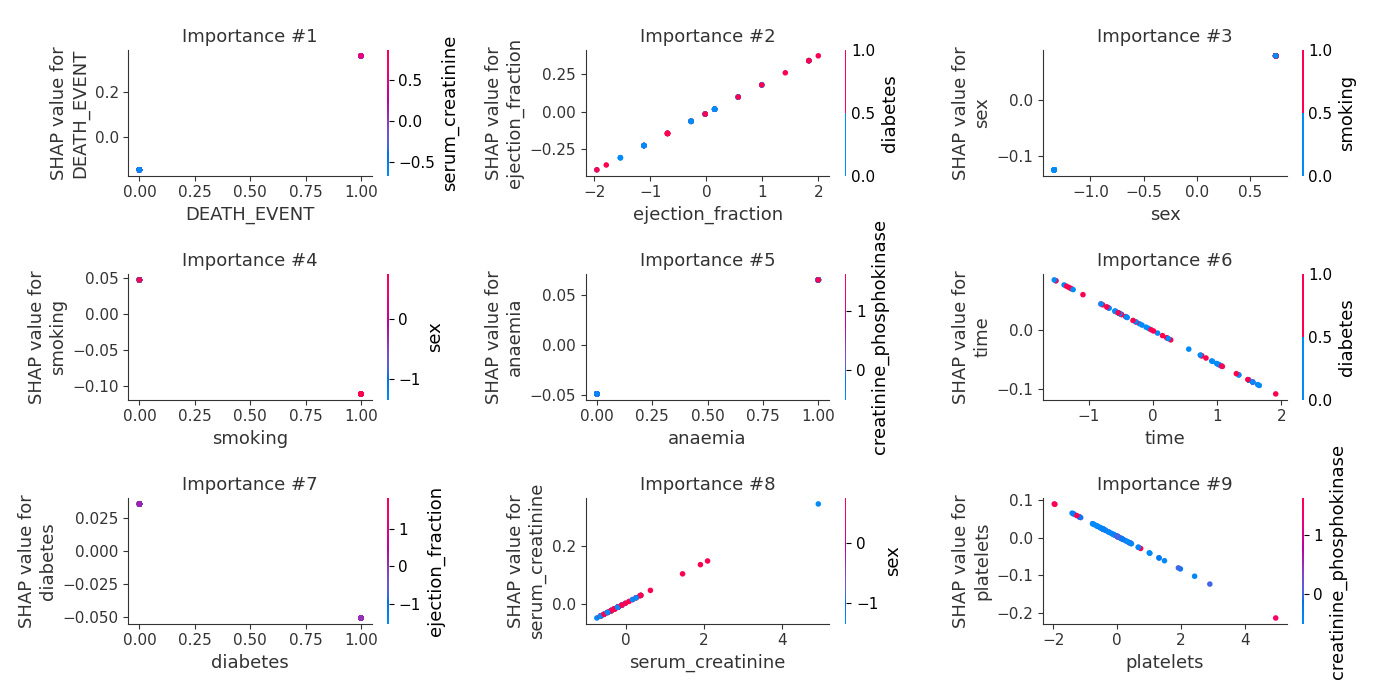 Importance #1
SHAP value for
DEATH_EVENT
0.2
0.0
0.00 0.25 0.50 0.75 1.00
DEATH_EVENT
0.5
0.0
−0.5
serum_creatinine
Importance #2
SHAP value for
ejection_fraction
0.25
0.00
−0.25
−2 −1 0 1 2
ejection_fraction
1.0
0.5
0.0
diabetes
Importance #3
SHAP value for
sex
0.0
−0.1
−1.0 −0.5 0.0 0.5
sex
1.0
0.5
0.0
smoking
Importance #4
SHAP value for
smoking
0.05
0.00
−0.05
−0.10
0.00 0.25 0.50 0.75 1.00
smoking
0
−1
sex
Importance #5
SHAP value for
anaemia
0.05
0.00
−0.05
0.00 0.25 0.50 0.75 1.00
anaemia
1
0
creatinine_phosphokinase
Importance #6
SHAP value for
time
0.0
−0.1
−1 0 1 2
time
1.0
0.5
0.0
diabetes
Importance #7
SHAP value for
diabetes
0.025
0.000
−0.025
−0.050
0.00 0.25 0.50 0.75 1.00
diabetes
1
0
−1
ejection_fraction
Importance #8
SHAP value for
serum_creatinine
0.2
0.0
0 2 4
serum_creatinine
0
−1
sex
Importance #9
SHAP value for
platelets
0.1
0.0
−0.1
−0.2
−2 0 2 4
platelets
1
0
creatinine_phosphokinase